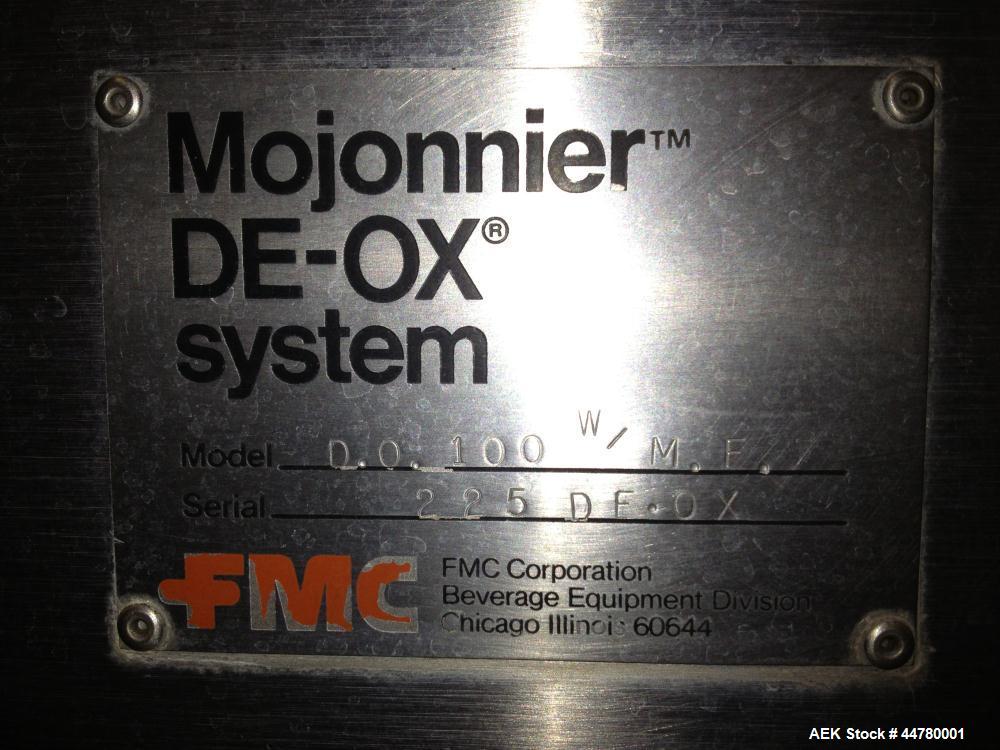 Mojonnier™
DE-OX®
system
Model D.O. 100 W/ M.F.
Serial 225 DE-OX
FMC FMC Corporation
Beverage Equipment Division
Chicago Illinois 60644
AEK Stock # 44780001